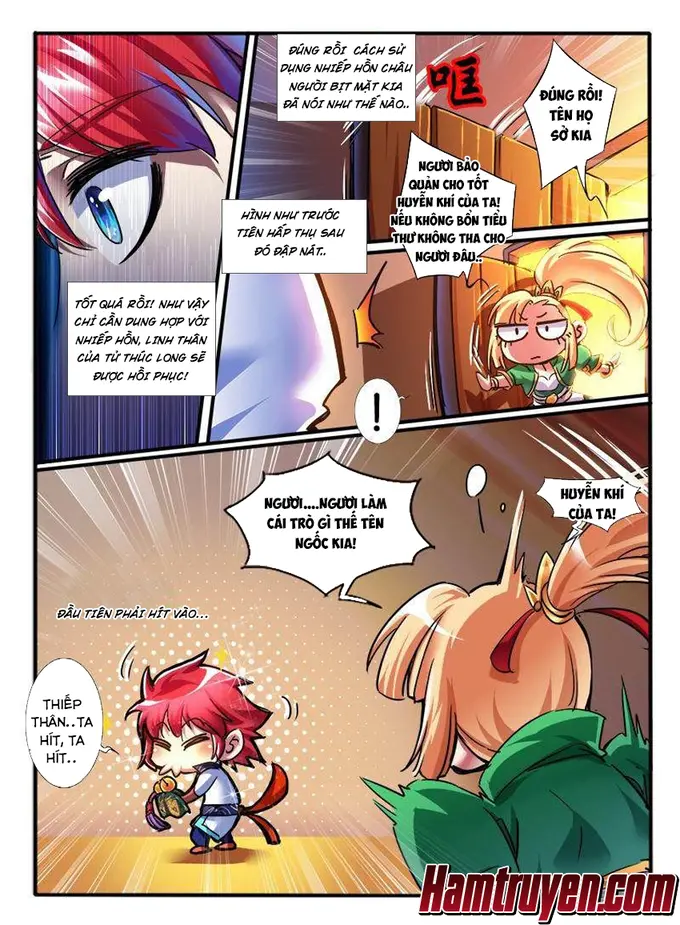 ĐÚNG RỒI CÁCH SỬ
DỤNG NHIẾP HỒN CHÂU
NGƯỜI BỊT MẶT KIA
ĐÃ NÓI NHƯ THẾ NÀO..
HÌNH NHƯ TRƯỚC
TIÊN HẤP THỤ SAU
ĐÓ ĐẬP NÁT..
TỐT QUÁ RỒI! NHƯ VẬY
CHỈ CẦN DUNG HỢP VỚI
NHIẾP HỒN, LINH THÂN
CỦA TỬ THÚC LONG SẼ
ĐƯỢC HỒI PHỤC!
哐
ĐÚNG RỒI!
TÊN HỌ
SỞ KIA
NGƯƠI BẢO
QUẢN CHO TỐT
HUYỄN KHÍ CỦA TA!
NẾU KHÔNG BỔN TIỂU
THƯ KHÔNG THA CHO
NGƯƠI ĐÂU..
!
NGƯƠI....NGƯƠI LÀM
CÁI TRÒ GÌ THẾ TÊN
NGỐC KIA!
HUYỄN KHÍ
CỦA TA!
ĐẦU TIÊN PHẢI HÍT VÀO...
THIẾP
THÂN..TA
HÍT, TA
HÍT..
Hamtruyen.com